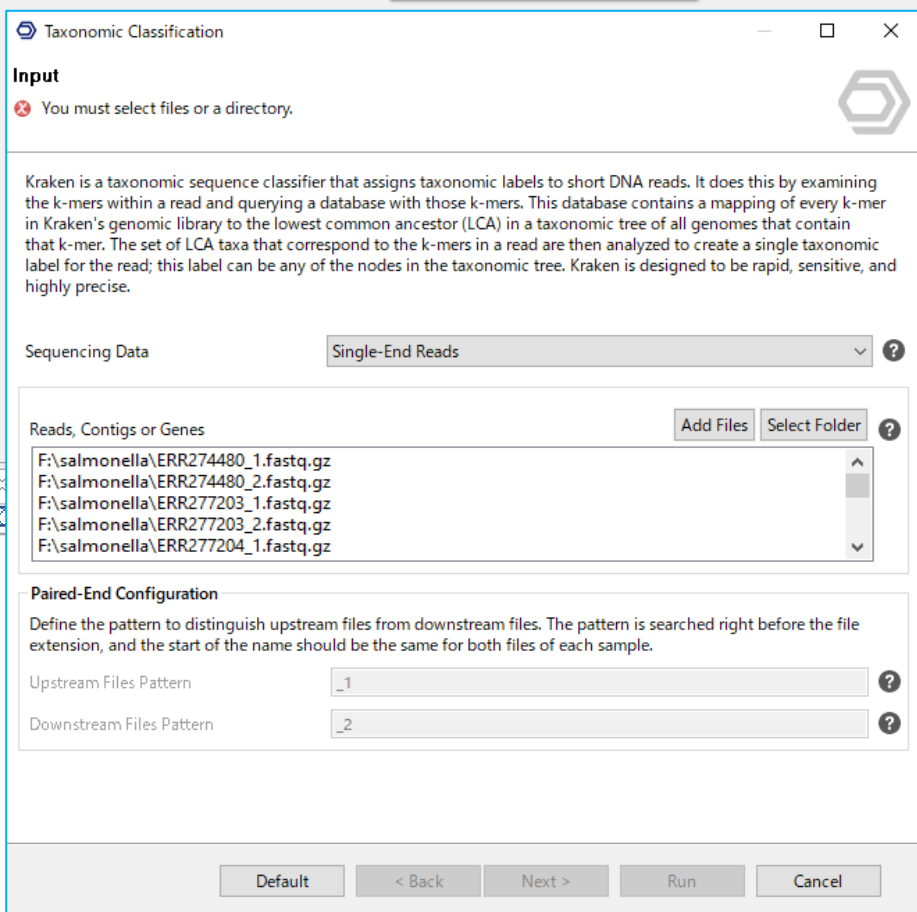 Taxonomic Classification
Input
You must select files or a directory.
Kraken is a taxonomic sequence classifier that assigns taxonomic labels to short DNA reads. It does this by examining
the k-mers within a read and querying a database with those k-mers. This database contains a mapping of every k-mer
in Kraken's genomic library to the lowest common ancestor (LCA) in a taxonomic tree of all genomes that contain
that k-mer. The set of LCA taxa that correspond to the k-mers in a read are then analyzed to create a single taxonomic
label for the read; this label can be any of the nodes in the taxonomic tree. Kraken is designed to be rapid, sensitive, and
highly precise.
Sequencing Data Single-End Reads
Reads, Contigs or Genes Add Files Select Folder
F:\salmonella\ERR274480_1.fastq.gz
F:\salmonella\ERR274480_2.fastq.gz
F:\salmonella\ERR277203_1.fastq.gz
F:\salmonella\ERR277203_2.fastq.gz
F:\salmonella\ERR277204_1.fastq.gz
Paired-End Configuration
Define the pattern to distinguish upstream files from downstream files. The pattern is searched right before the file
extension, and the start of the name should be the same for both files of each sample.
Upstream Files Pattern _1
Downstream Files Pattern _2
Default < Back Next > Run Cancel